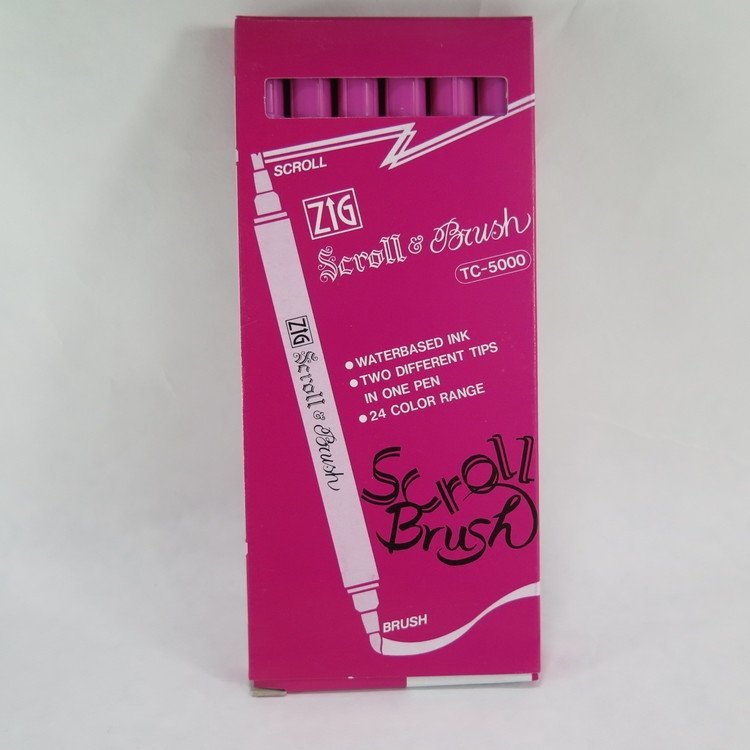 SCROLL
ZIG
Scroll & Brush
TC-5000
ZIG
Scroll & Brush
• WATERBASED INK
• TWO DIFFERENT TIPS
IN ONE PEN
• 24 COLOR RANGE
Scroll
Brush
BRUSH